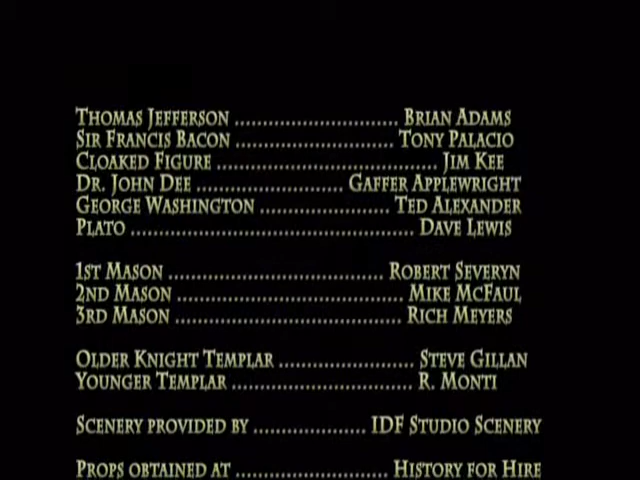 Thomas Jefferson .................................. Brian Adams
Sir Francis Bacon ................................. Tony Palacio
Cloaked Figure .............................................. Jim Kee
Dr. John Dee ............................... Gaffer Applewright
George Washington ........................... Ted Alexander
Plato ........................................................... Dave Lewis
1st Mason ............................................. Robert Severyn
2nd Mason ............................................... Mike McFaul
3rd Mason ............................................... Rich Meyers
Older Knight Templar ............................ Steve Gillan
Younger Templar ...................................... R. Monti
Scenery provided by ....................... IDF Studio Scenery
Props obtained at ................................ History for Hire